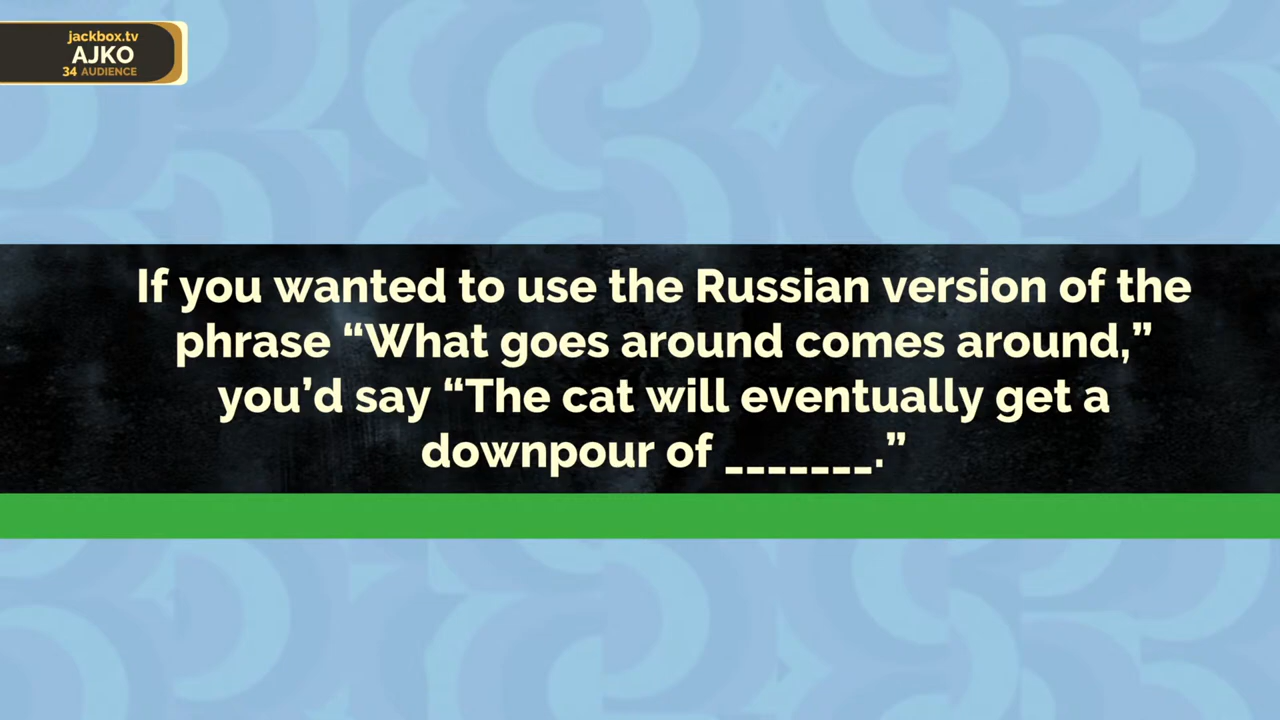 jackbox.tv
AJKO
34 AUDIENCE
If you wanted to use the Russian version of the
phrase “What goes around comes around,”
you’d say “The cat will eventually get a
downpour of _______.”